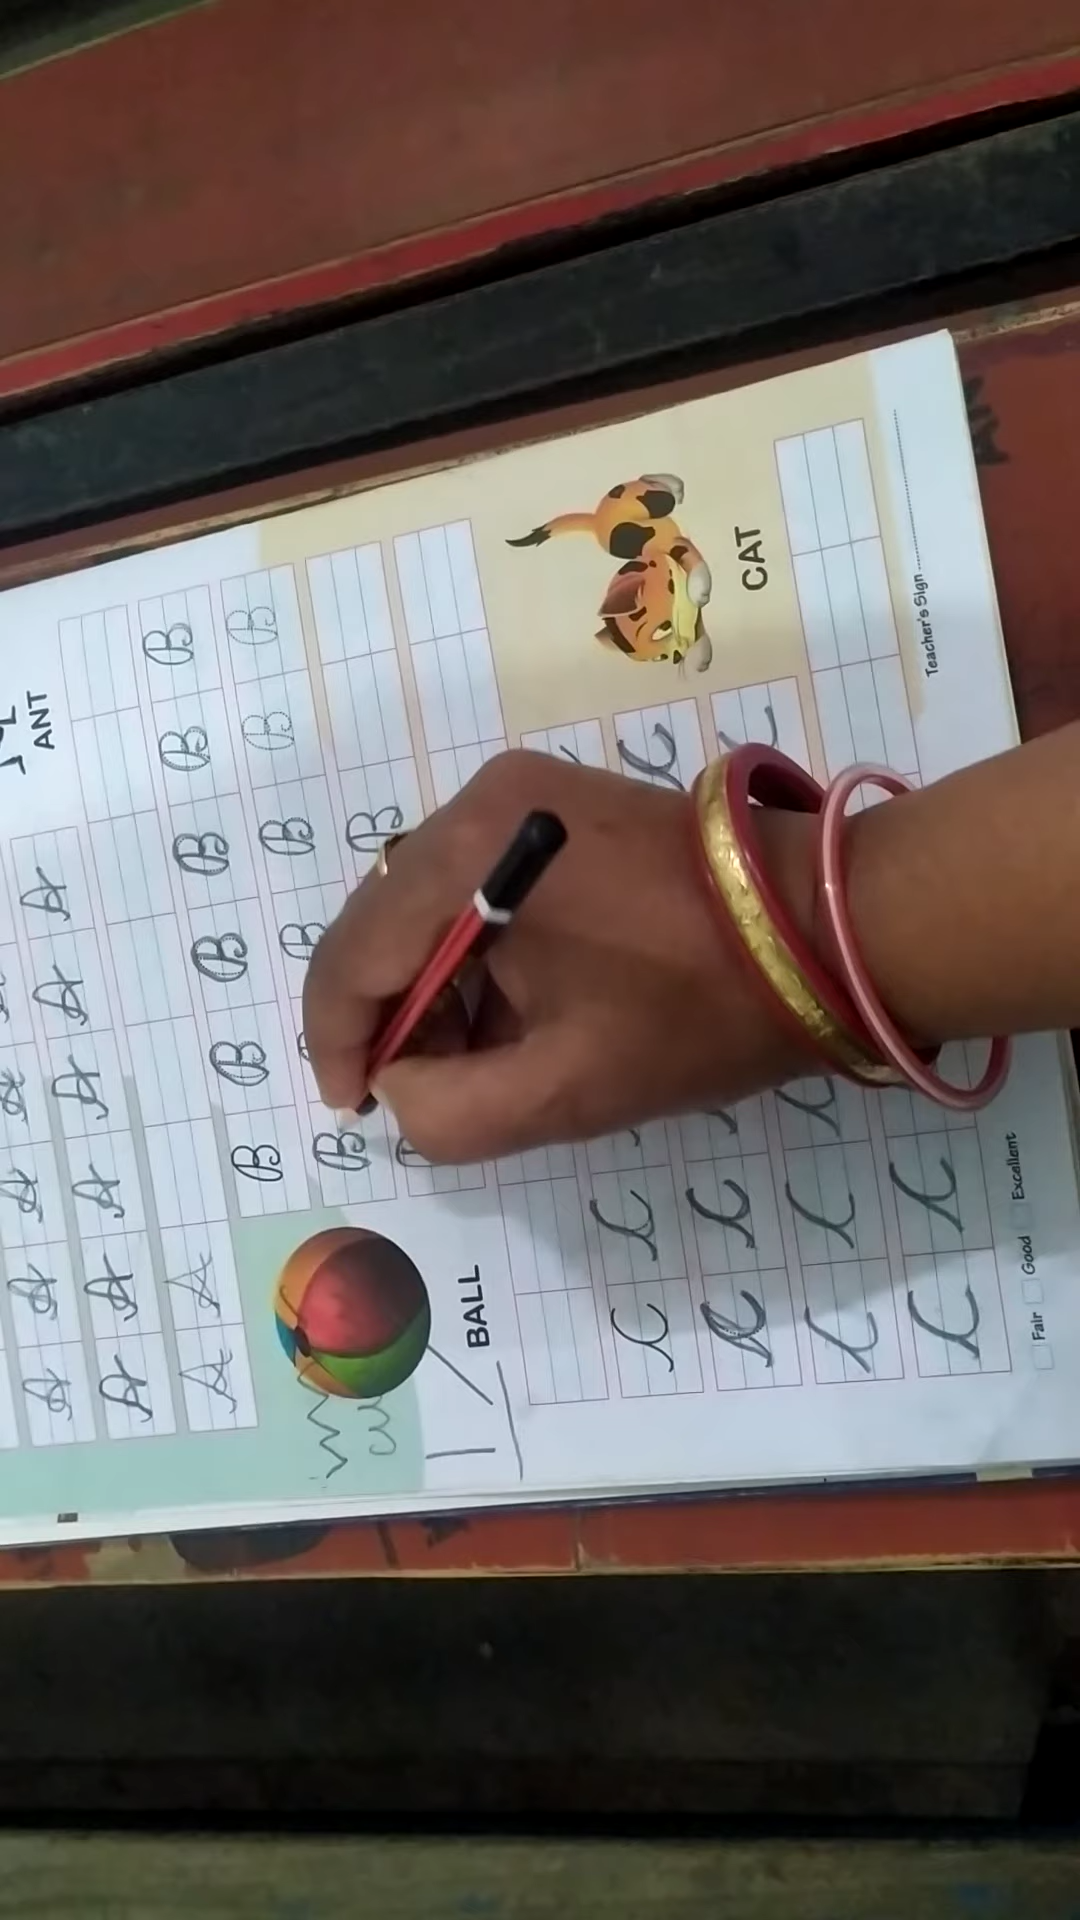 ANT
A A A A
A A A A A A
A A
B B B B B B
B B B B B
B
BALL
C C
C C C
CAT
C C C
C C
Fair Good Excellent Teacher's Sign